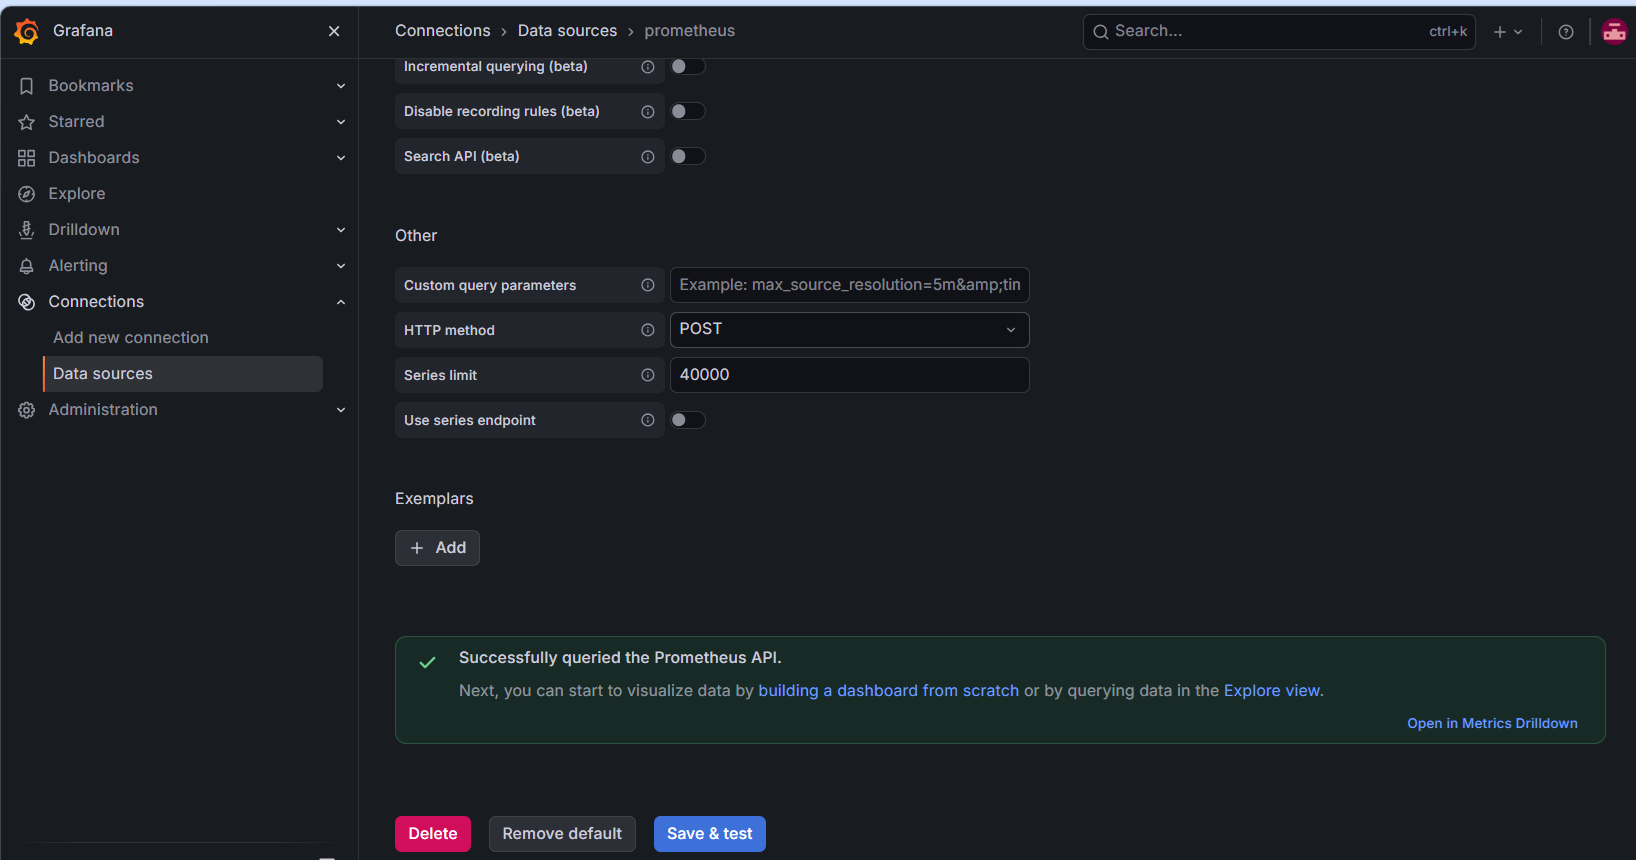 Grafana
Connections › Data sources › prometheus
Search...
ctrl+k
Bookmarks
Starred
Dashboards
Explore
Drilldown
Alerting
Connections
Add new connection
Data sources
Administration
Incremental querying (beta)
Disable recording rules (beta)
Search API (beta)
Other
Custom query parameters
Example: max_source_resolution=5m&amp;tin
HTTP method
POST
Series limit
40000
Use series endpoint
Exemplars
+ Add
Successfully queried the Prometheus API.
Next, you can start to visualize data by building a dashboard from scratch or by querying data in the Explore view.
Open in Metrics Drilldown
Delete
Remove default
Save & test